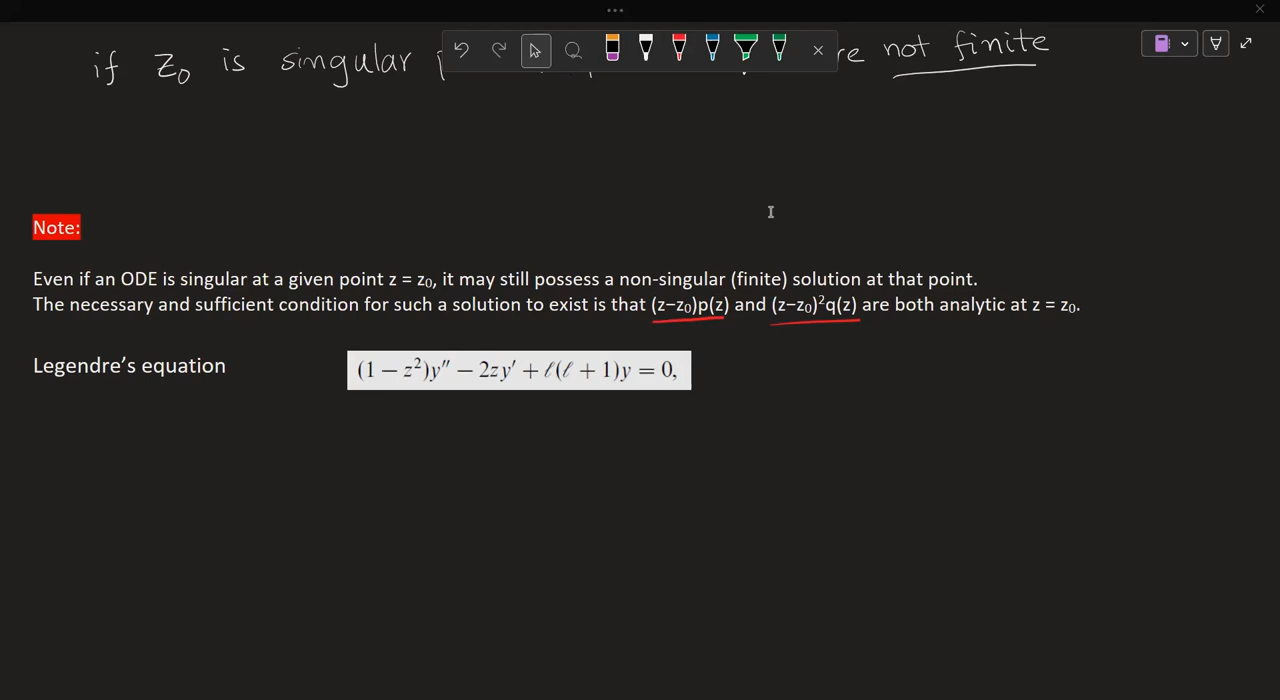 if z₀ is singular re not finite
Note:
Even if an ODE is singular at a given point z = z₀, it may still possess a non-singular (finite) solution at that point.
The necessary and sufficient condition for such a solution to exist is that (z−z₀)p(z) and (z−z₀)²q(z) are both analytic at z = z₀.
Legendre’s equation (1 − z²)y″ − 2zy′ + ℓ(ℓ + 1)y = 0,